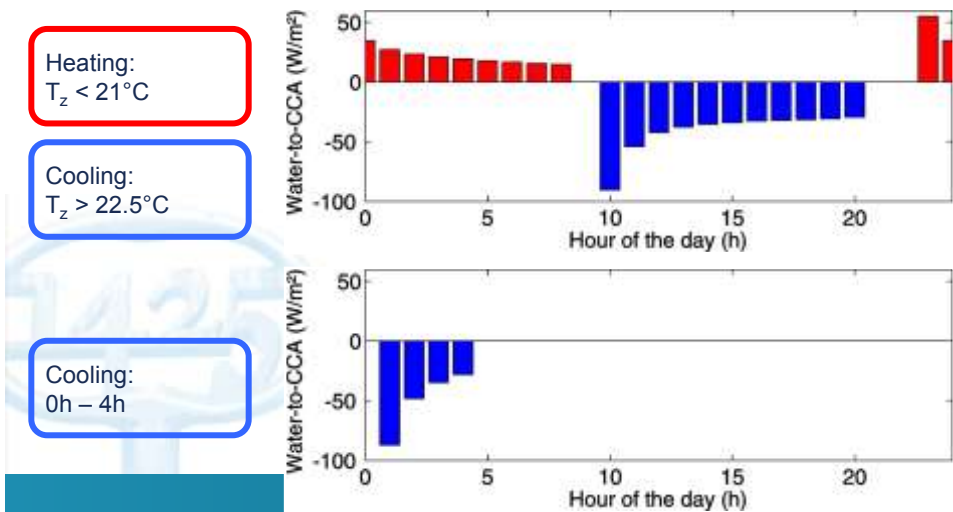 Heating:
T_z < 21°C
Cooling:
T_z > 22.5°C
Cooling:
0h – 4h
1425
Water-to-CCA (W/m²)
50
0
-50
-100
0 5 10 15 20
Hour of the day (h)
Water-to-CCA (W/m²)
50
0
-50
-100
0 5 10 15 20
Hour of the day (h)